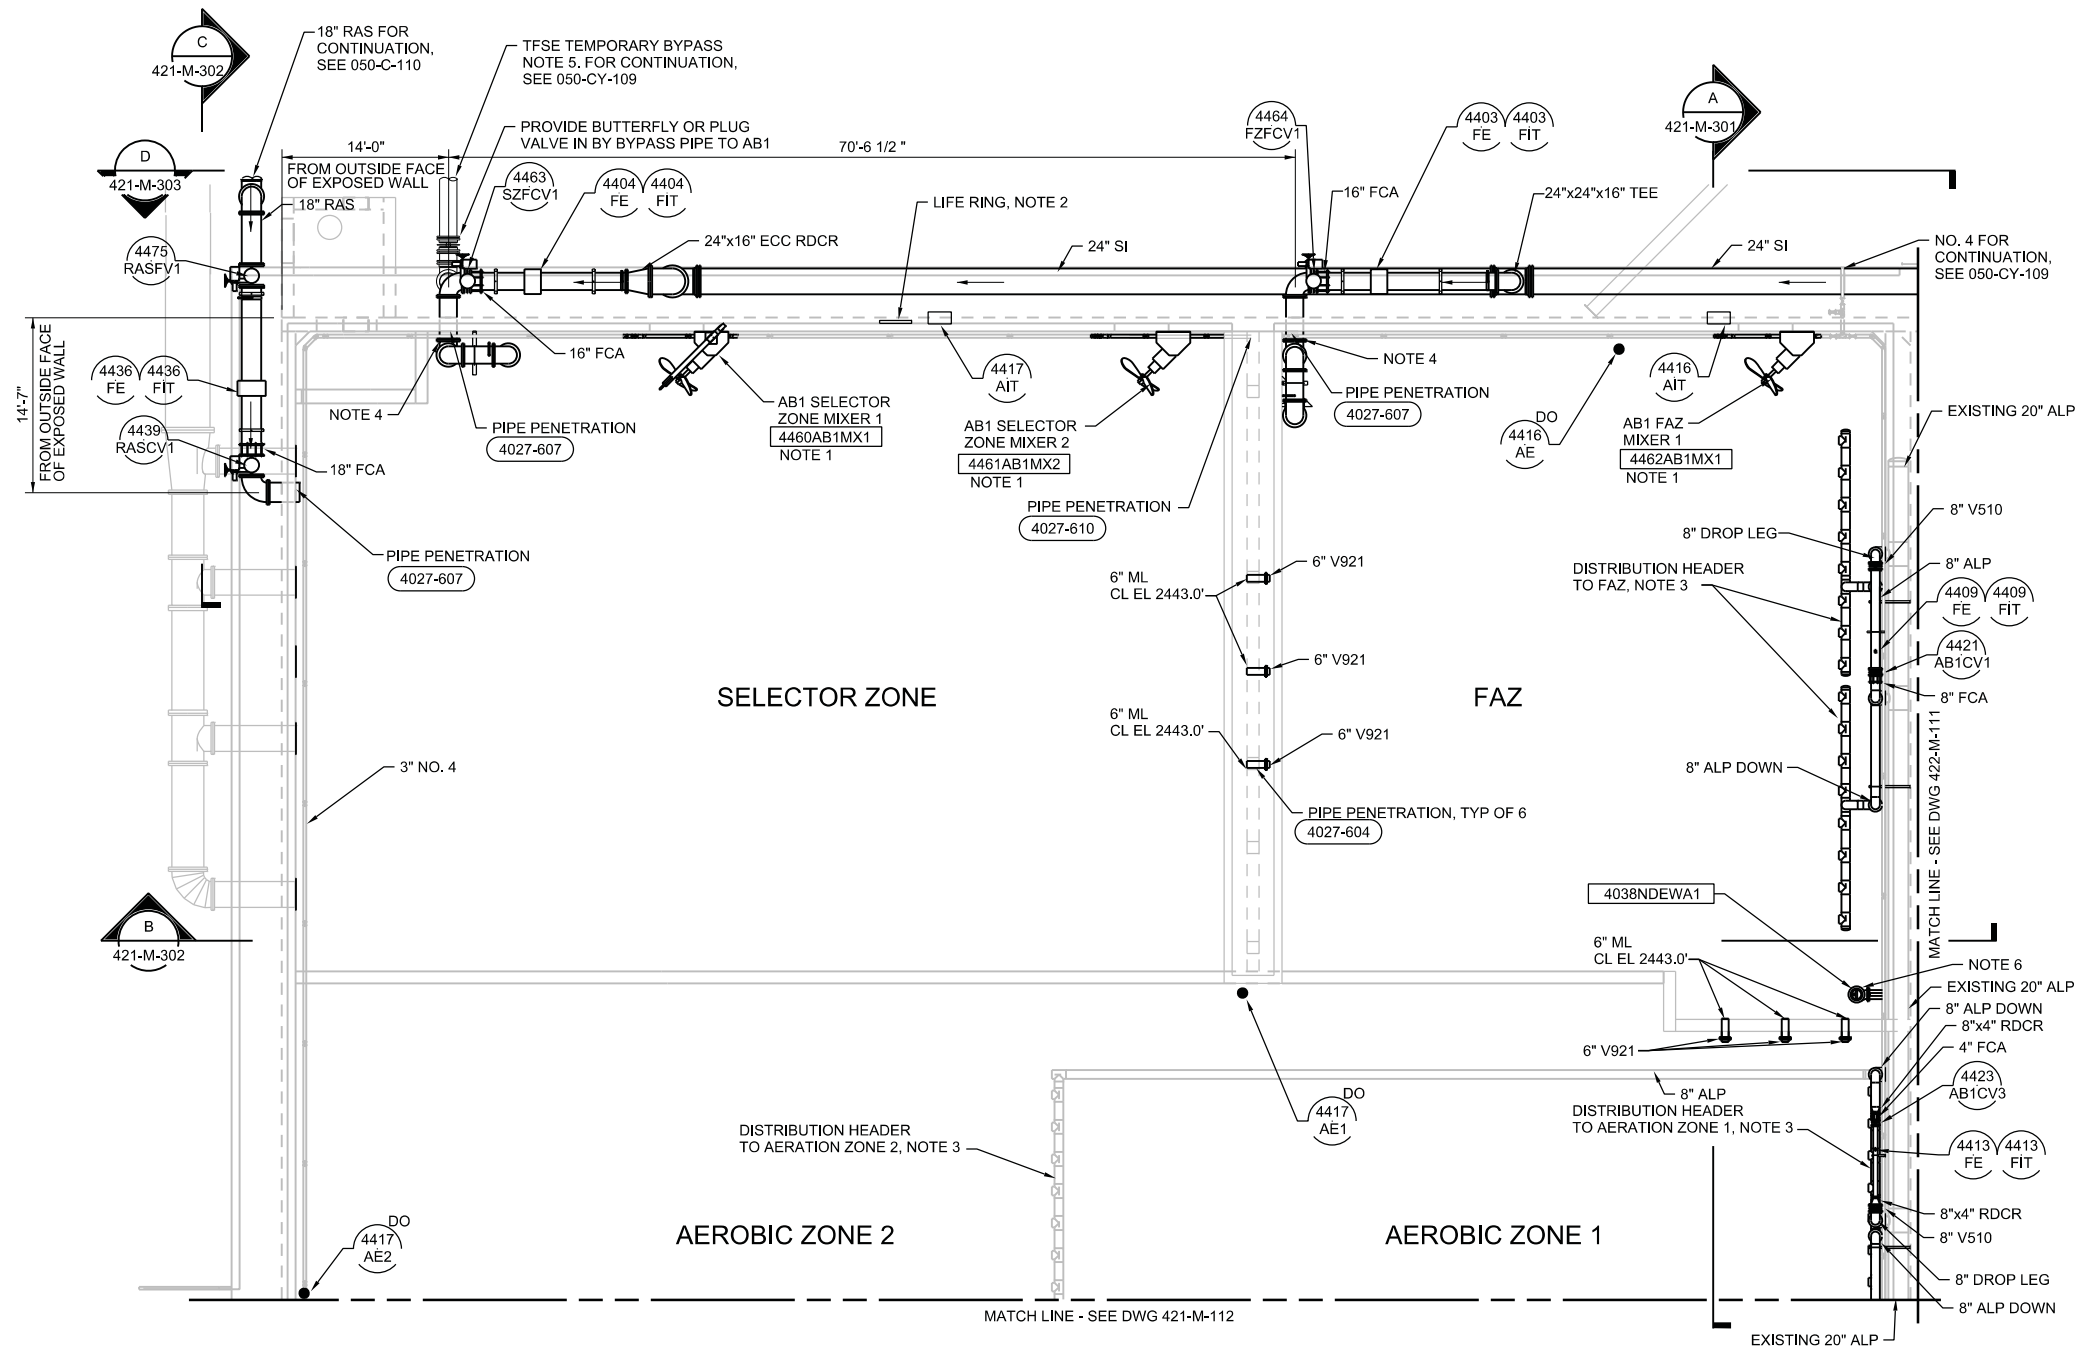 C
421-M-302
18" RAS FOR
CONTINUATION,
SEE 050-C-110
TFSE TEMPORARY BYPASS
NOTE 5. FOR CONTINUATION,
SEE 050-CY-109
PROVIDE BUTTERFLY OR PLUG
VALVE IN BY BYPASS PIPE TO AB1
A
421-M-301
4464
FZFCV1
4403
FE
4403
FIT
D
421-M-303
14'-0"
FROM OUTSIDE FACE
OF EXPOSED WALL
70'-6 1/2 "
4463
SZFCV1
4404
FE
4404
FIT
18" RAS
LIFE RING, NOTE 2
16" FCA
24"x24"x16" TEE
4475
RASFV1
24"x16" ECC RDCR
24" SI
24" SI
NO. 4 FOR
CONTINUATION,
SEE 050-CY-109
14'-7"
FROM OUTSIDE FACE
OF EXPOSED WALL
4436
FE
4436
FIT
4439
RASCV1
18" FCA
NOTE 4
16" FCA
PIPE PENETRATION
4027-607
AB1 SELECTOR
ZONE MIXER 1
4460AB1MX1
NOTE 1
4417
AIT
AB1 SELECTOR
ZONE MIXER 2
4461AB1MX2
NOTE 1
PIPE PENETRATION
4027-610
NOTE 4
PIPE PENETRATION
4027-607
DO
4416
AE
4416
AIT
AB1 FAZ
MIXER 1
4462AB1MX1
NOTE 1
EXISTING 20" ALP
PIPE PENETRATION
4027-607
8" V510
8" DROP LEG
8" ALP
DISTRIBUTION HEADER
TO FAZ, NOTE 3
4409
FE
4409
FIT
4421
AB1CV1
8" FCA
6" ML
CL EL 2443.0'
6" V921
6" V921
6" ML
CL EL 2443.0'
6" V921
SELECTOR ZONE
FAZ
3" NO. 4
8" ALP DOWN
MATCH LINE - SEE DWG 422-M-111
PIPE PENETRATION, TYP OF 6
4027-604
B
421-M-302
4038NDEWA1
6" ML
CL EL 2443.0'
NOTE 6
EXISTING 20" ALP
8" ALP DOWN
8"x4" RDCR
4" FCA
6" V921
4423
AB1CV3
8" ALP
DO
4417
AE1
DISTRIBUTION HEADER
TO AERATION ZONE 2, NOTE 3
DISTRIBUTION HEADER
TO AERATION ZONE 1, NOTE 3
4413
FE
4413
FIT
8"x4" RDCR
8" V510
8" DROP LEG
8" ALP DOWN
DO
4417
AE2
AEROBIC ZONE 2
AEROBIC ZONE 1
MATCH LINE - SEE DWG 421-M-112
EXISTING 20" ALP